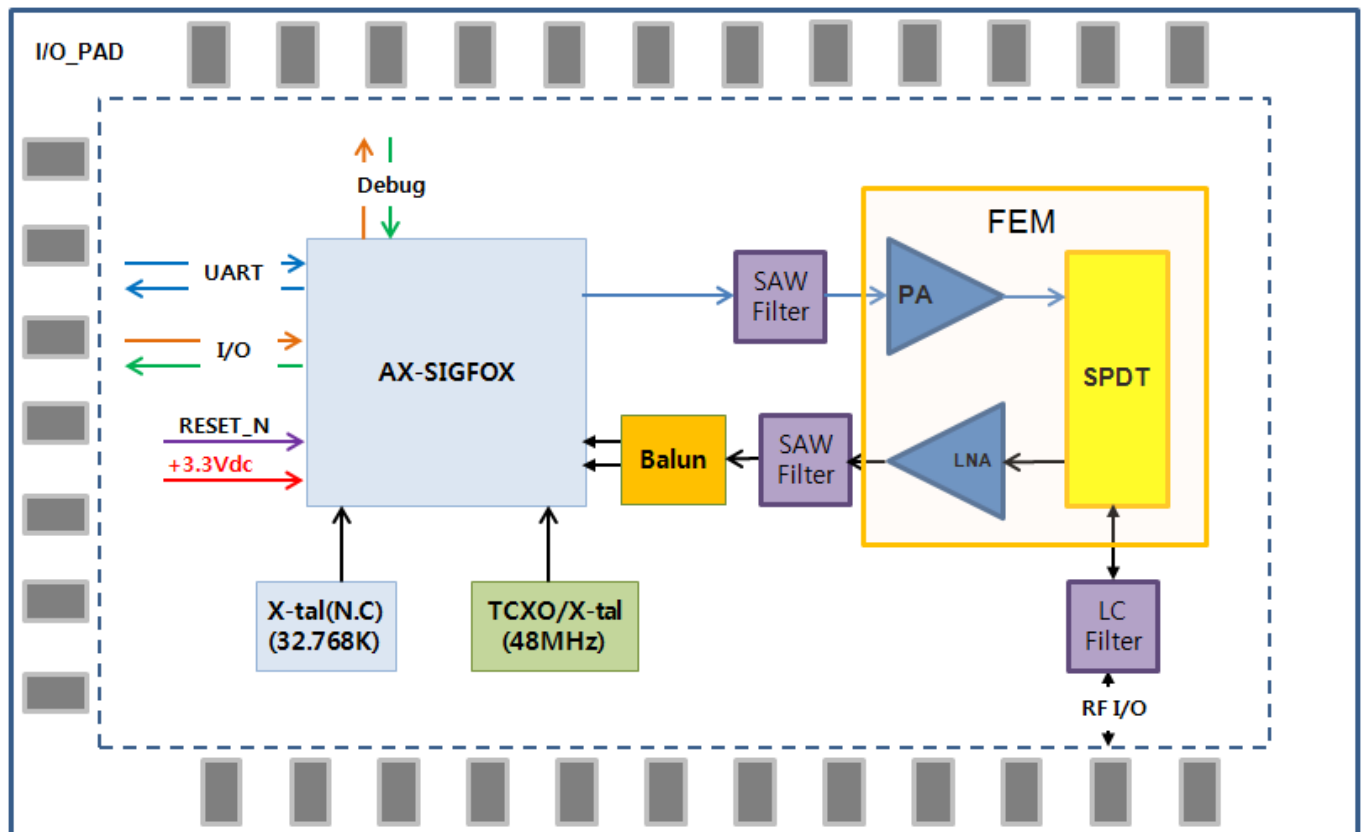 I/O_PAD
Debug
FEM
UART
SAW
Filter
PA
I/O
AX-SIGFOX
SPDT
RESET_N
+3.3Vdc
Balun
SAW
Filter
LNA
X-tal(N.C)
(32.768K)
TCXO/X-tal
(48MHz)
LC
Filter
RF I/O